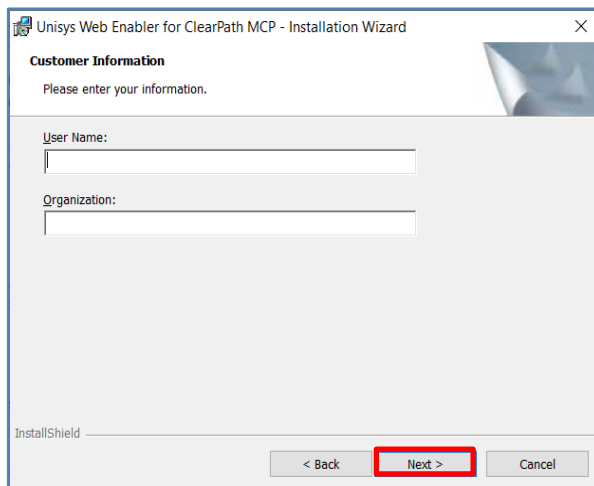 Unisys Web Enabler for ClearPath MCP - Installation Wizard
Customer Information
Please enter your information.
User Name:
Organization:
InstallShield
< Back Next > Cancel